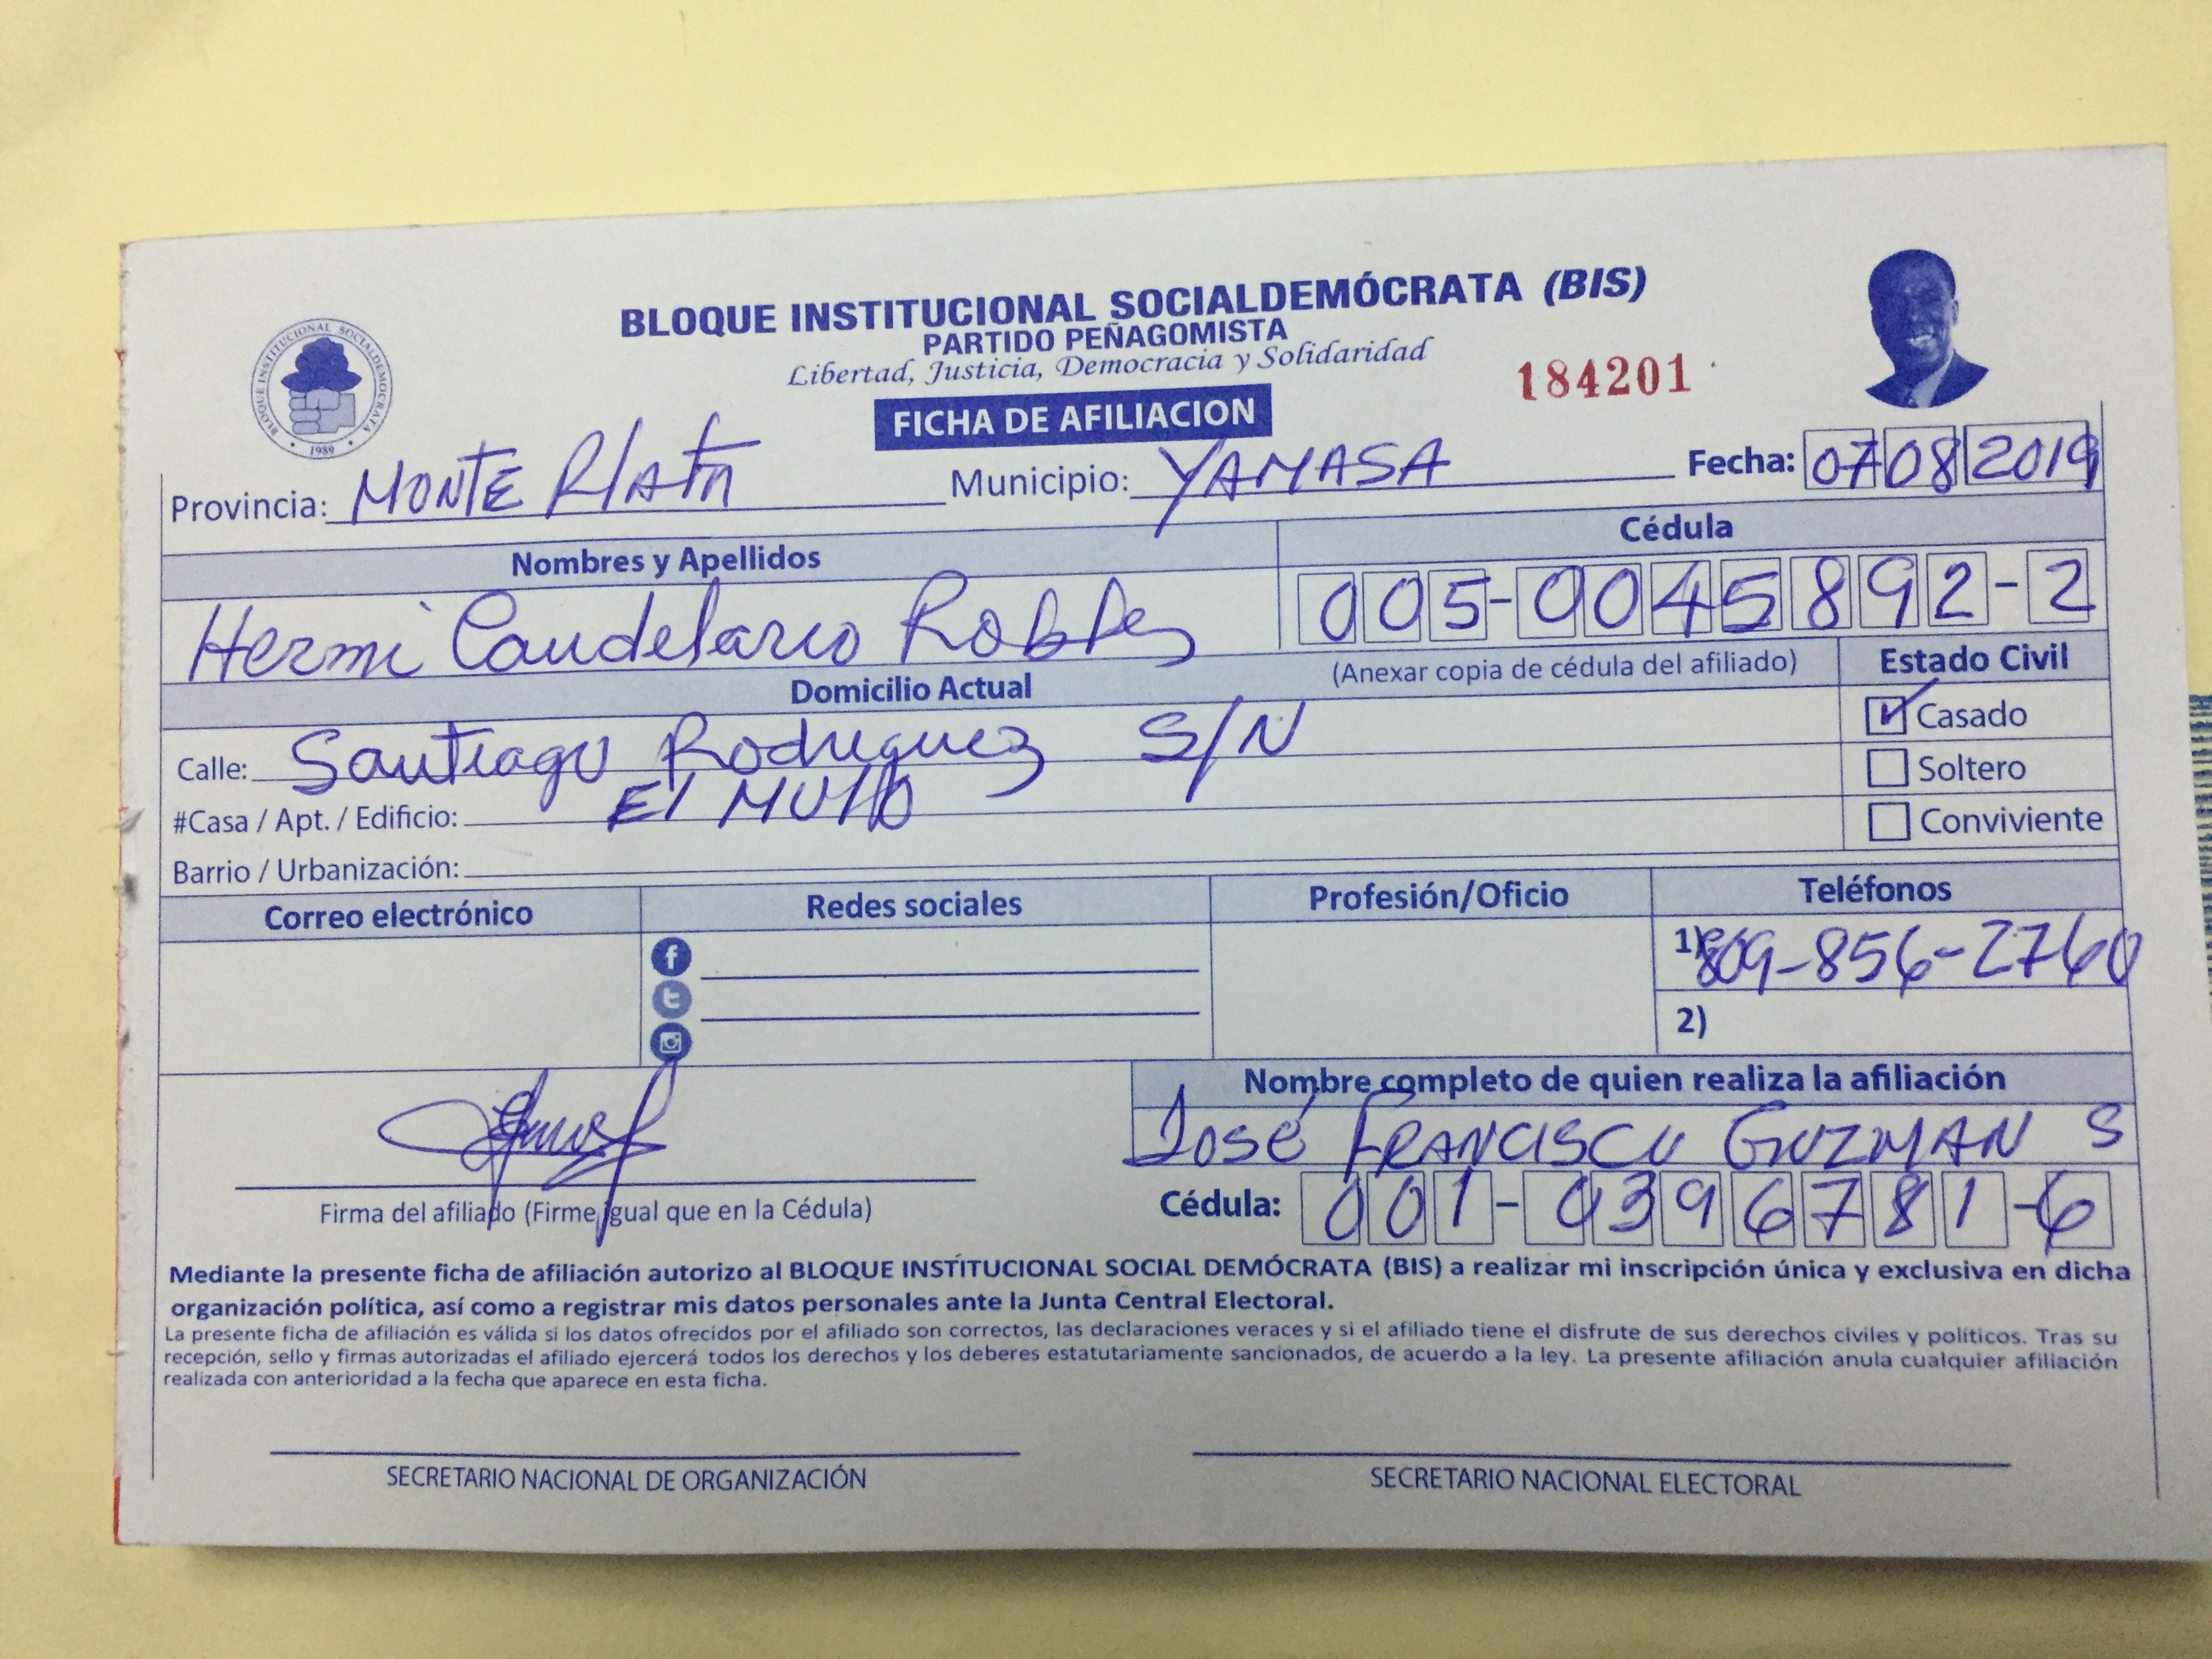 BLOQUE INSTITUCIONAL SOCIALDEMÓCRATA (BIS)
PARTIDO PEÑAGOMISTA
Libertad, Justicia, Democracia y Solidaridad
184201
BLOQUE INSTITUCIONAL SOCIALDEMOCRATA
1989
FICHA DE AFILIACION
Provincia: MONTE PlATA Municipio: YAMASA Fecha: 07 08 2019
Nombres y Apellidos Cédula
Hermi Candelario Robles 005-0045892-2
Domicilio Actual (Anexar copia de cédula del afiliado) Estado Civil
Calle: Santiago Rodriguez S/N Casado
#Casa / Apt. / Edificio: El Soltero
Barrio / Urbanización: Conviviente
Correo electrónico Redes sociales Profesión/Oficio Teléfonos
1) 809-856-2760
2)
Nombre completo de quien realiza la afiliación
José FRANCISCO GUZMAN S
Firma del afiliado (Firme igual que en la Cédula) Cédula: 001-0396781-6
Mediante la presente ficha de afiliación autorizo al BLOQUE INSTITUCIONAL SOCIAL DEMÓCRATA (BIS) a realizar mi inscripción única y exclusiva en dicha
organización política, así como a registrar mis datos personales ante la Junta Central Electoral.
La presente ficha de afiliación es válida si los datos ofrecidos por el afiliado son correctos, las declaraciones veraces y si el afiliado tiene el disfrute de sus derechos civiles y políticos. Tras su
recepción, sello y firmas autorizadas el afiliado ejercerá todos los derechos y los deberes estatutariamente sancionados, de acuerdo a la ley. La presente afiliación anula cualquier afiliación
realizada con anterioridad a la fecha que aparece en esta ficha.
SECRETARIO NACIONAL DE ORGANIZACIÓN SECRETARIO NACIONAL ELECTORAL